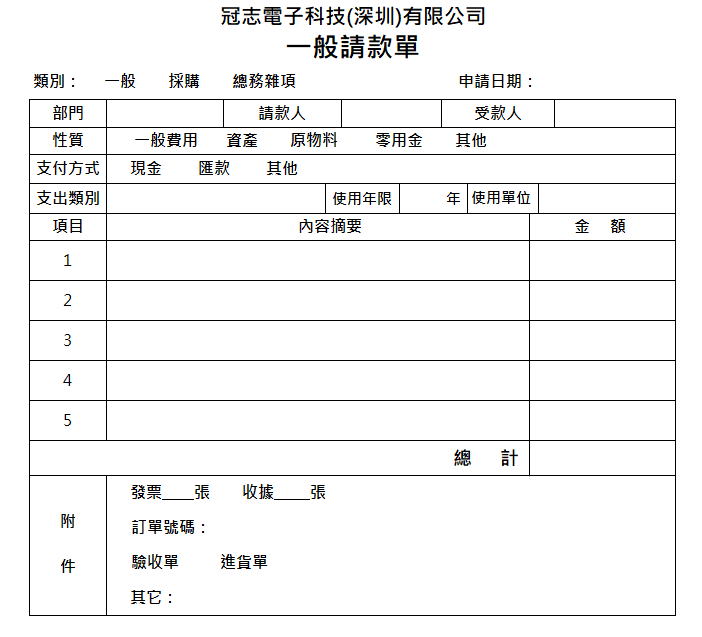 冠志電子科技(深圳)有限公司
一般請款單
類別： 一般 採購 總務雜項 申請日期：
部門 請款人 受款人
性質 一般費用 資產 原物料 零用金 其他
支付方式 現金 匯款 其他
支出類別 使用年限 年 使用單位
項目 內容摘要 金 額
1
2
3
4
5
總 計
附 件
發票____張 收據____張
訂單號碼：
驗收單 進貨單
其它：